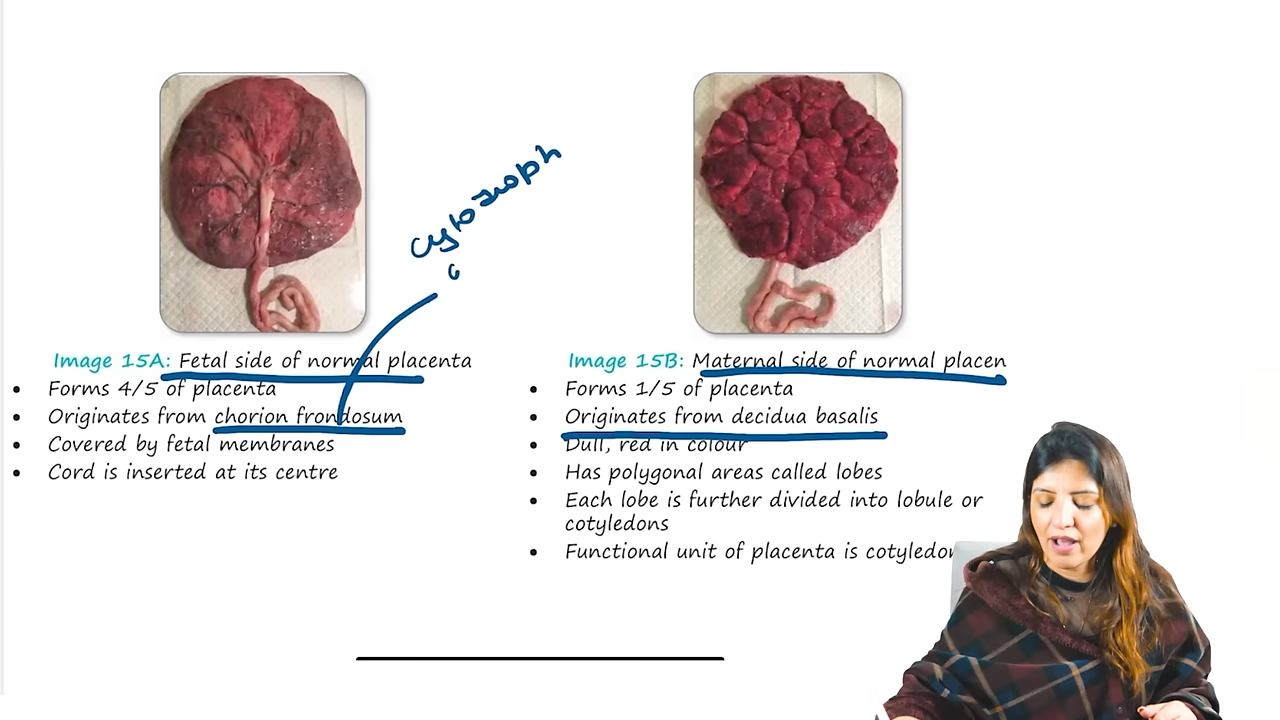 cytotroph
Image 15A: Fetal side of normal placenta
Forms 4/5 of placenta
Originates from chorion frondosum
Covered by fetal membranes
Cord is inserted at its centre
Image 15B: Maternal side of normal placen
Forms 1/5 of placenta
Originates from decidua basalis
Dull, red in colour
Has polygonal areas called lobes
Each lobe is further divided into lobule or
cotyledons
Functional unit of placenta is cotyledon